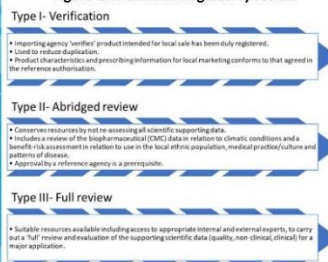 Type I- Verification
• Importing agency 'verifies' product intended for local sale has been duly registered.
• Used to reduce duplication.
• Product characteristics and prescribing information for local marketing conforms to that agreed in
the reference authorisation.
Type II- Abridged review
• Conserves resources by not re-assessing all scientific supporting data.
• Includes a review of the biopharmaceutical (CMC) data in relation to climatic conditions and a
benefit-risk assessment in relation to use in the local ethnic population, medical practice/culture and
patterns of disease.
• Approval by a reference agency is a prerequisite.
Type III- Full review
• Suitable resources available including access to appropriate internal and external experts, to carry
out a 'full' review and evaluation of the supporting scientific data (quality, non-clinical, clinical) for a
major application.